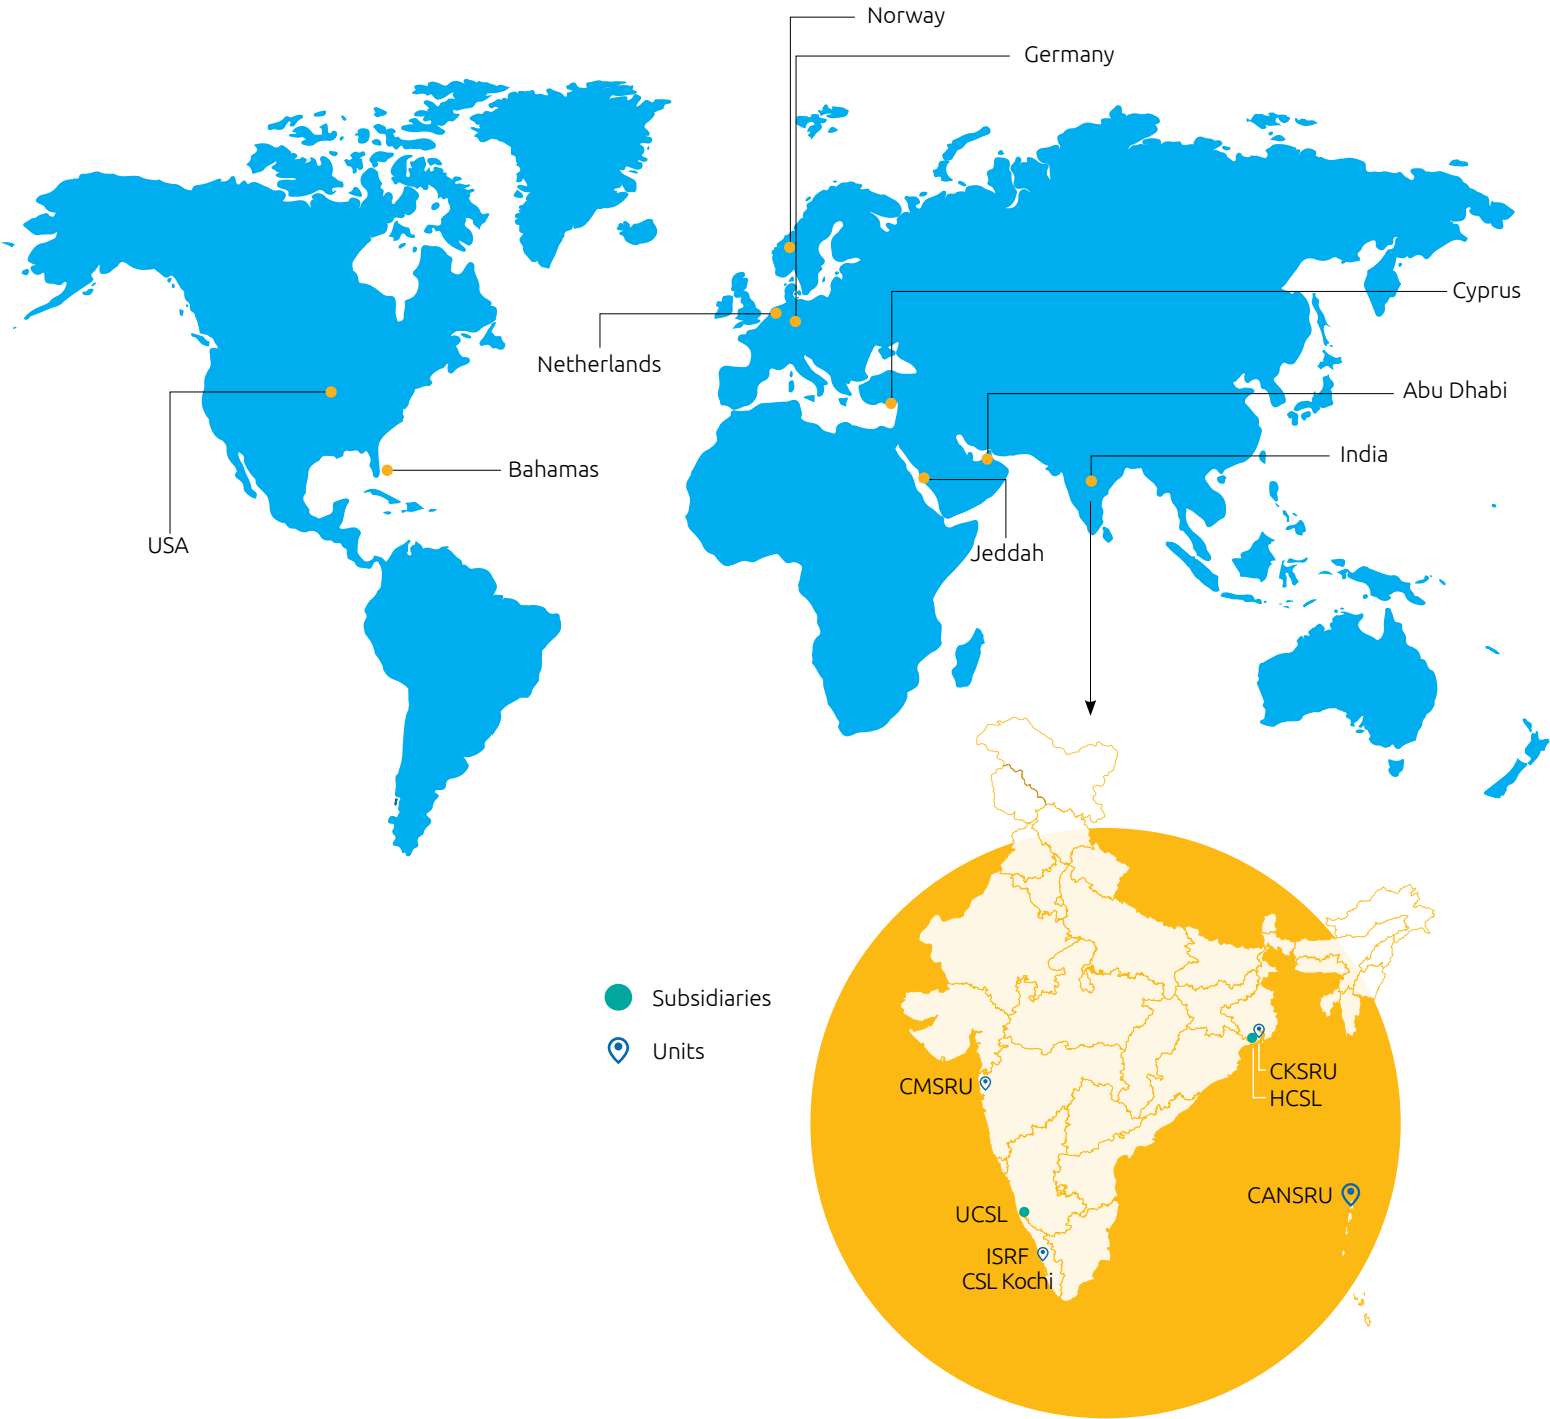 Norway
Germany
Cyprus
Netherlands
Abu Dhabi
India
Bahamas
USA
Jeddah
Subsidiaries
Units
CKSRU
CMSRU
HCSL
CANSRU
UCSL
ISRF
CSL Kochi